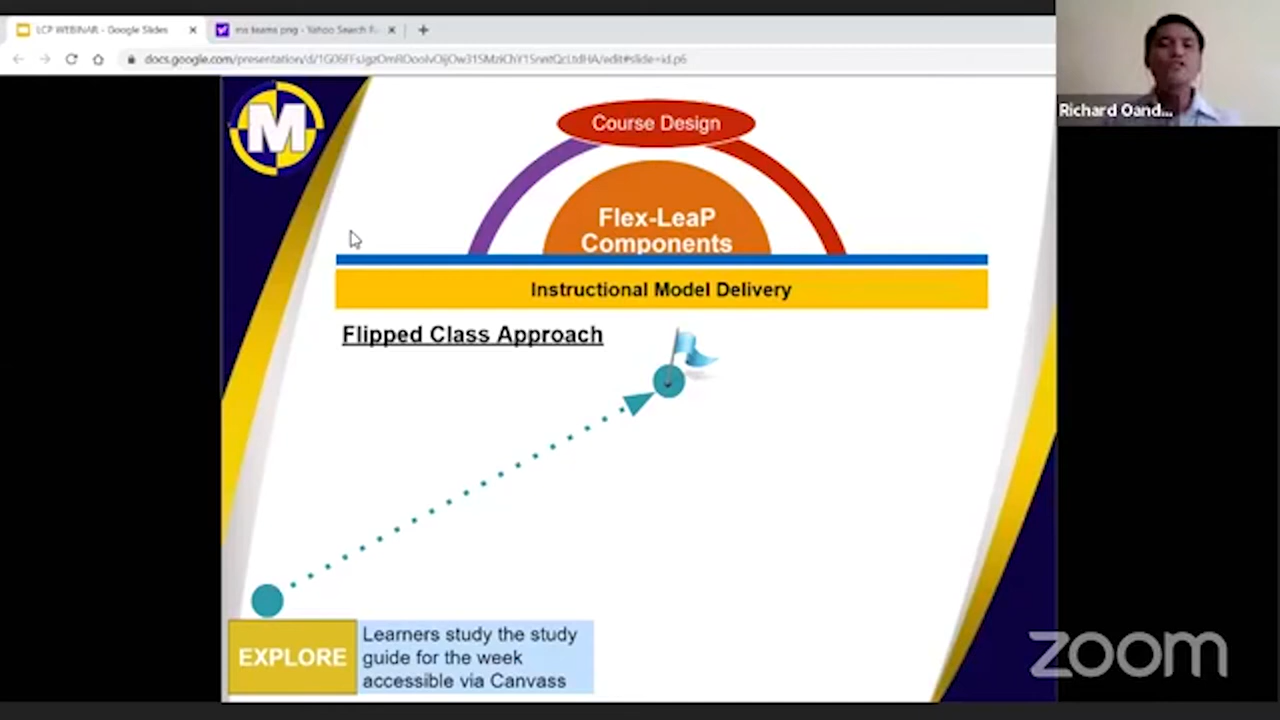 LCP WEBINAR - Google Slides
ms teams png - Yahoo Search
M
Course Design
Richard Oand...
Flex-LeaP
Components
Instructional Model Delivery
Flipped Class Approach
EXPLORE
Learners study the study
guide for the week
accessible via Canvass
zoom